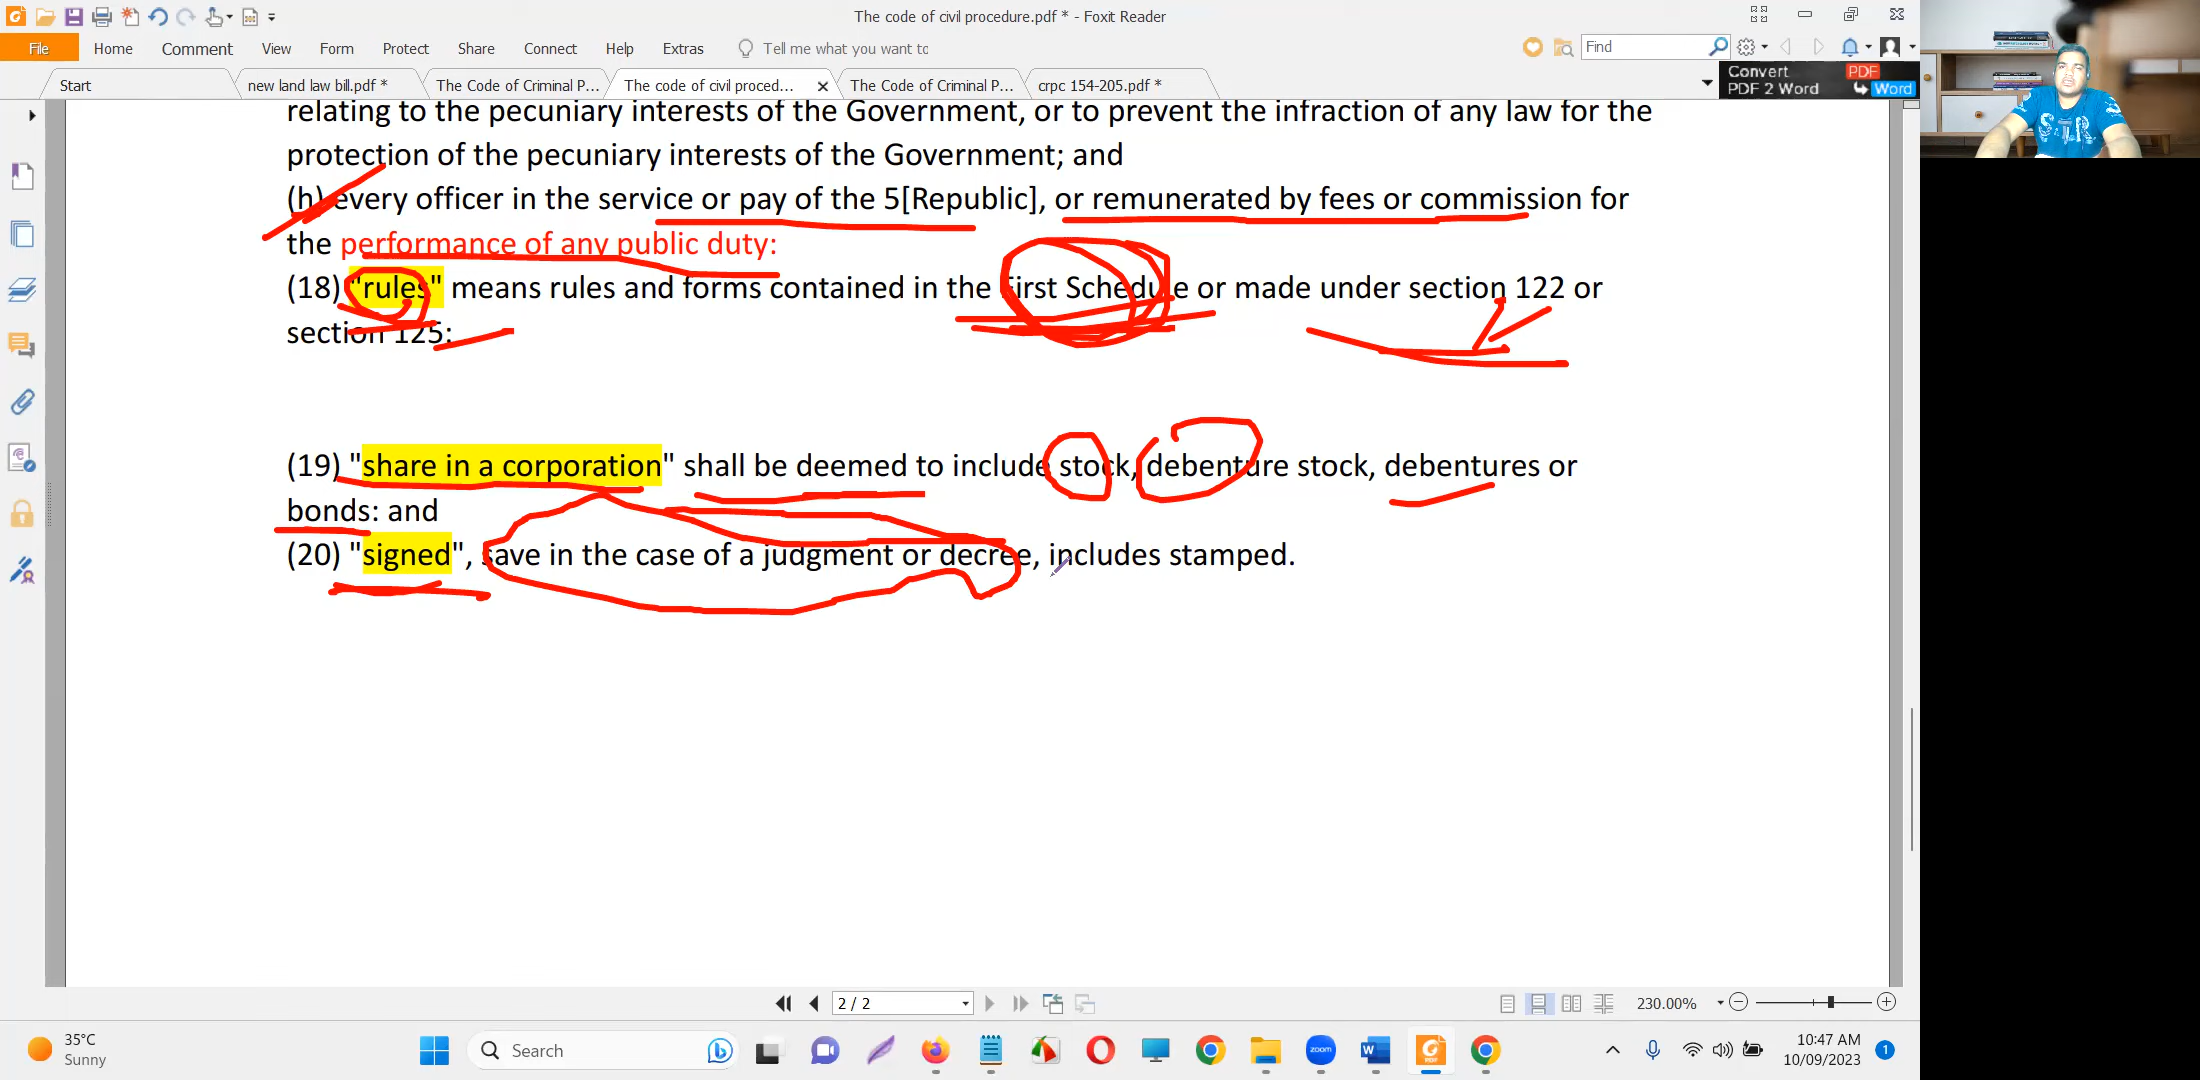 The code of civil procedure.pdf * - Foxit Reader
File Home Comment View Form Protect Share Connect Help Extras Tell me what you want to Find
Start new land law bill.pdf * The Code of Criminal P... The code of civil proced... The Code of Criminal P... crpc 154-205.pdf *
Convert PDF
PDF 2 Word Word
relating to the pecuniary interests of the Government, or to prevent the infraction of any law for the
protection of the pecuniary interests of the Government; and
(h) every officer in the service or pay of the 5[Republic], or remunerated by fees or commission for
the performance of any public duty:
(18) "rules" means rules and forms contained in the First Schedule or made under section 122 or
section 125:
(19) "share in a corporation" shall be deemed to include stock, debenture stock, debentures or
bonds: and
(20) "signed", save in the case of a judgment or decree, includes stamped.
2 / 2
230.00%
35°C
Sunny
Search
zoom
10:47 AM
10/09/2023
1